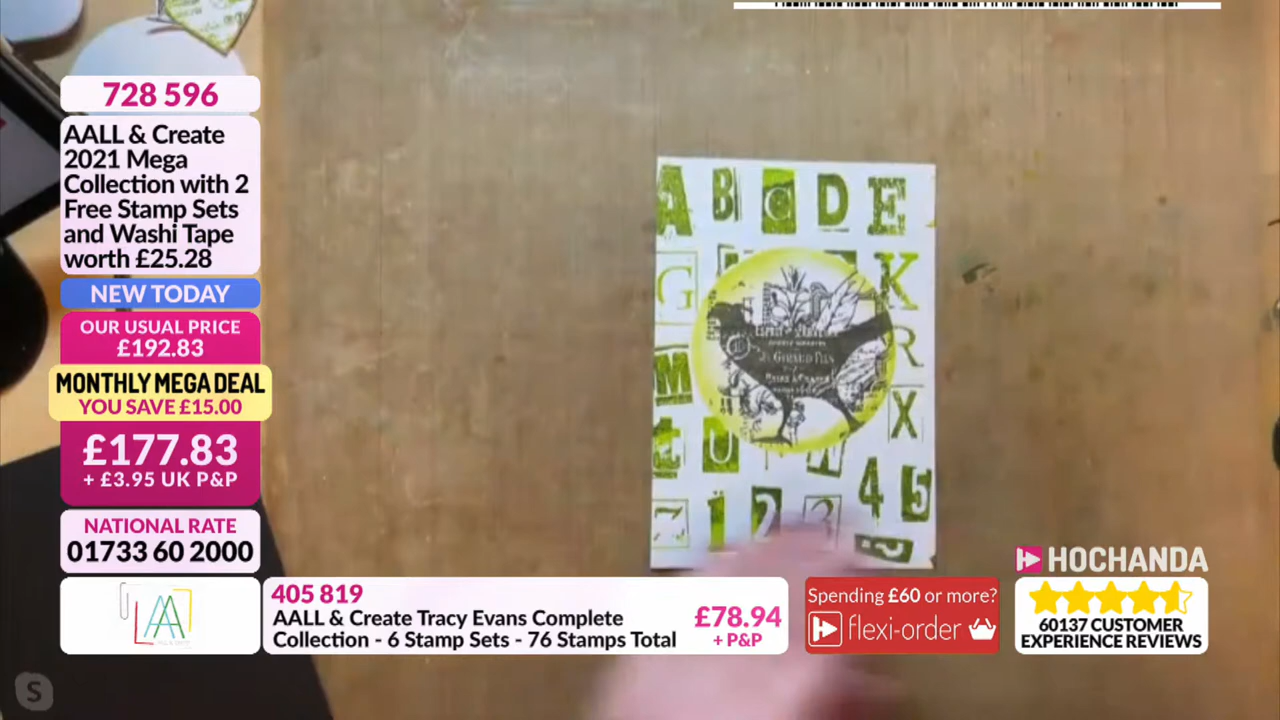 728 596
AALL & Create
2021 Mega
Collection with 2
Free Stamp Sets
and Washi Tape
worth £25.28
NEW TODAY
OUR USUAL PRICE
£192.83
MONTHLY MEGA DEAL
YOU SAVE £15.00
£177.83
+ £3.95 UK P&P
NATIONAL RATE
01733 60 2000
A B C D E
G K
R
M
X
t U
4 5
Z 1 2 3
GERARD FILS
AA
405 819
AALL & Create Tracy Evans Complete
Collection - 6 Stamp Sets - 76 Stamps Total
£78.94
+ P&P
Spending £60 or more?
flexi-order
HOCHANDA
60137 CUSTOMER
EXPERIENCE REVIEWS
S